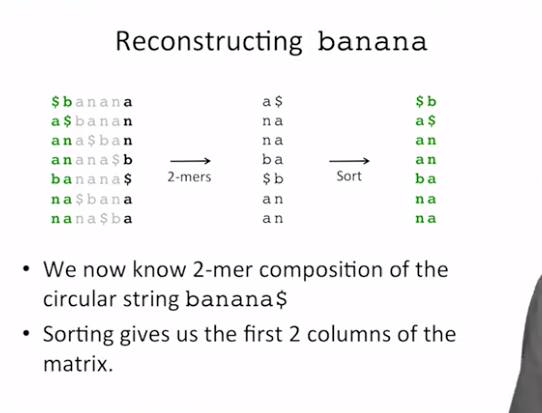 Reconstructing banana
$banana a$ $b
a$banan na a$
ana$ban na an
anana$b ba an
banana$ 2-mers $b Sort ba
na$bana an na
nana$ba an na
• We now know 2-mer composition of the
circular string banana$
• Sorting gives us the first 2 columns of the
matrix.